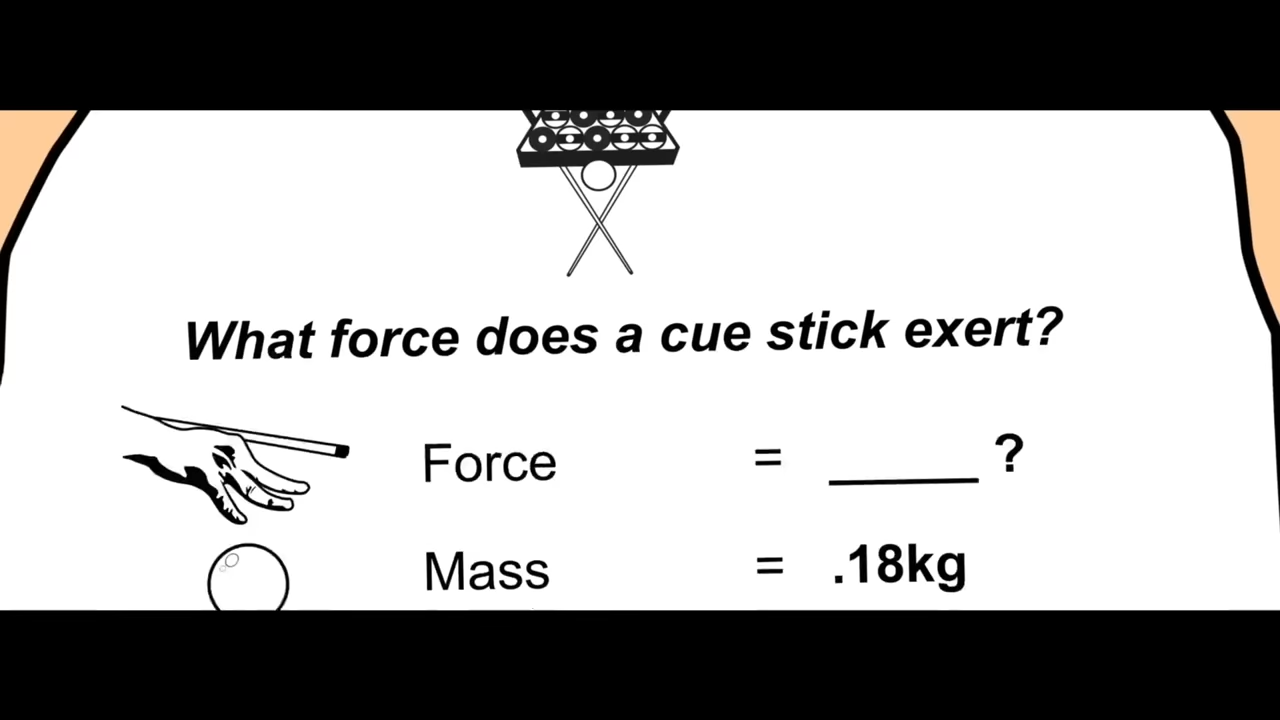 What force does a cue stick exert?
Force = ______ ?
Mass = .18kg